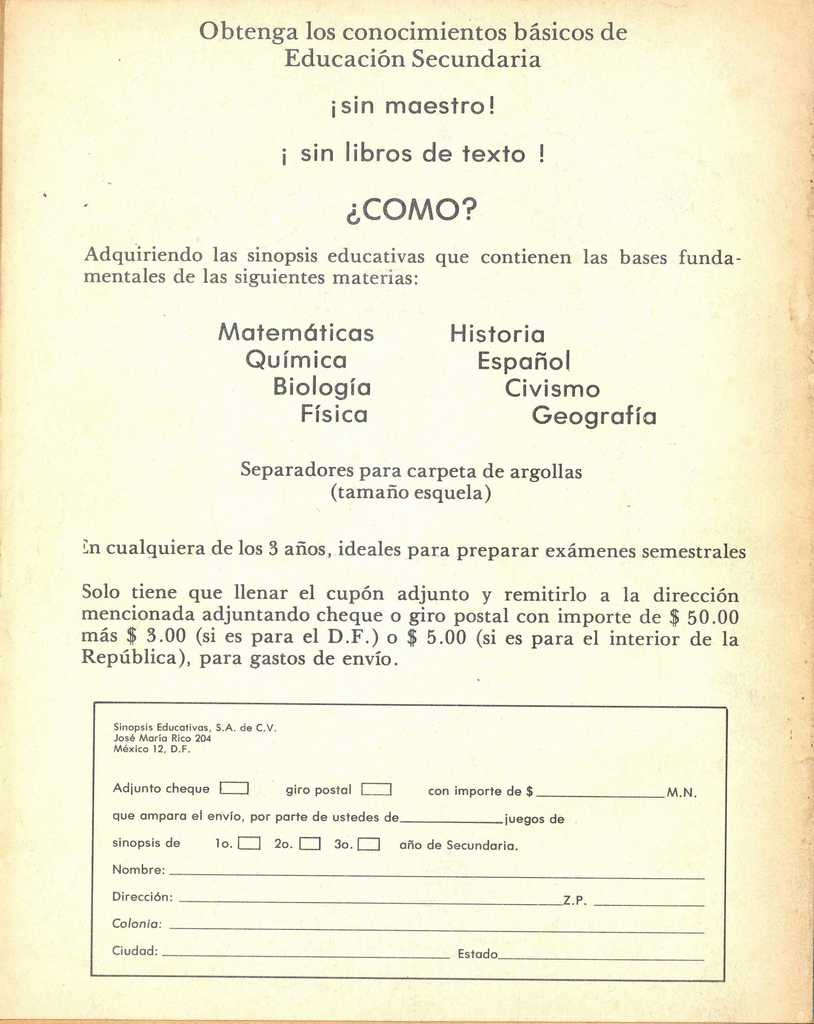 Obtenga los conocimientos básicos de
Educación Secundaria
¡sin maestro!
¡ sin libros de texto !
¿COMO?
Adquiriendo las sinopsis educativas que contienen las bases funda-
mentales de las siguientes materias:
Matemáticas Historia
Química Español
Biología Civismo
Física Geografía
Separadores para carpeta de argollas
(tamaño esquela)
En cualquiera de los 3 años, ideales para preparar exámenes semestrales
Solo tiene que llenar el cupón adjunto y remitirlo a la dirección
mencionada adjuntando cheque o giro postal con importe de $ 50.00
más $ 3.00 (si es para el D.F.) o $ 5.00 (si es para el interior de la
República), para gastos de envío.
Sinopsis Educativas, S.A. de C.V.
José María Rico 204
México 12, D.F.
Adjunto cheque giro postal con importe de $ M.N.
que ampara el envío, por parte de ustedes de juegos de
sinopsis de 1o. 2o. 3o. año de Secundaria.
Nombre:
Dirección: Z.P.
Colonia:
Ciudad: Estado